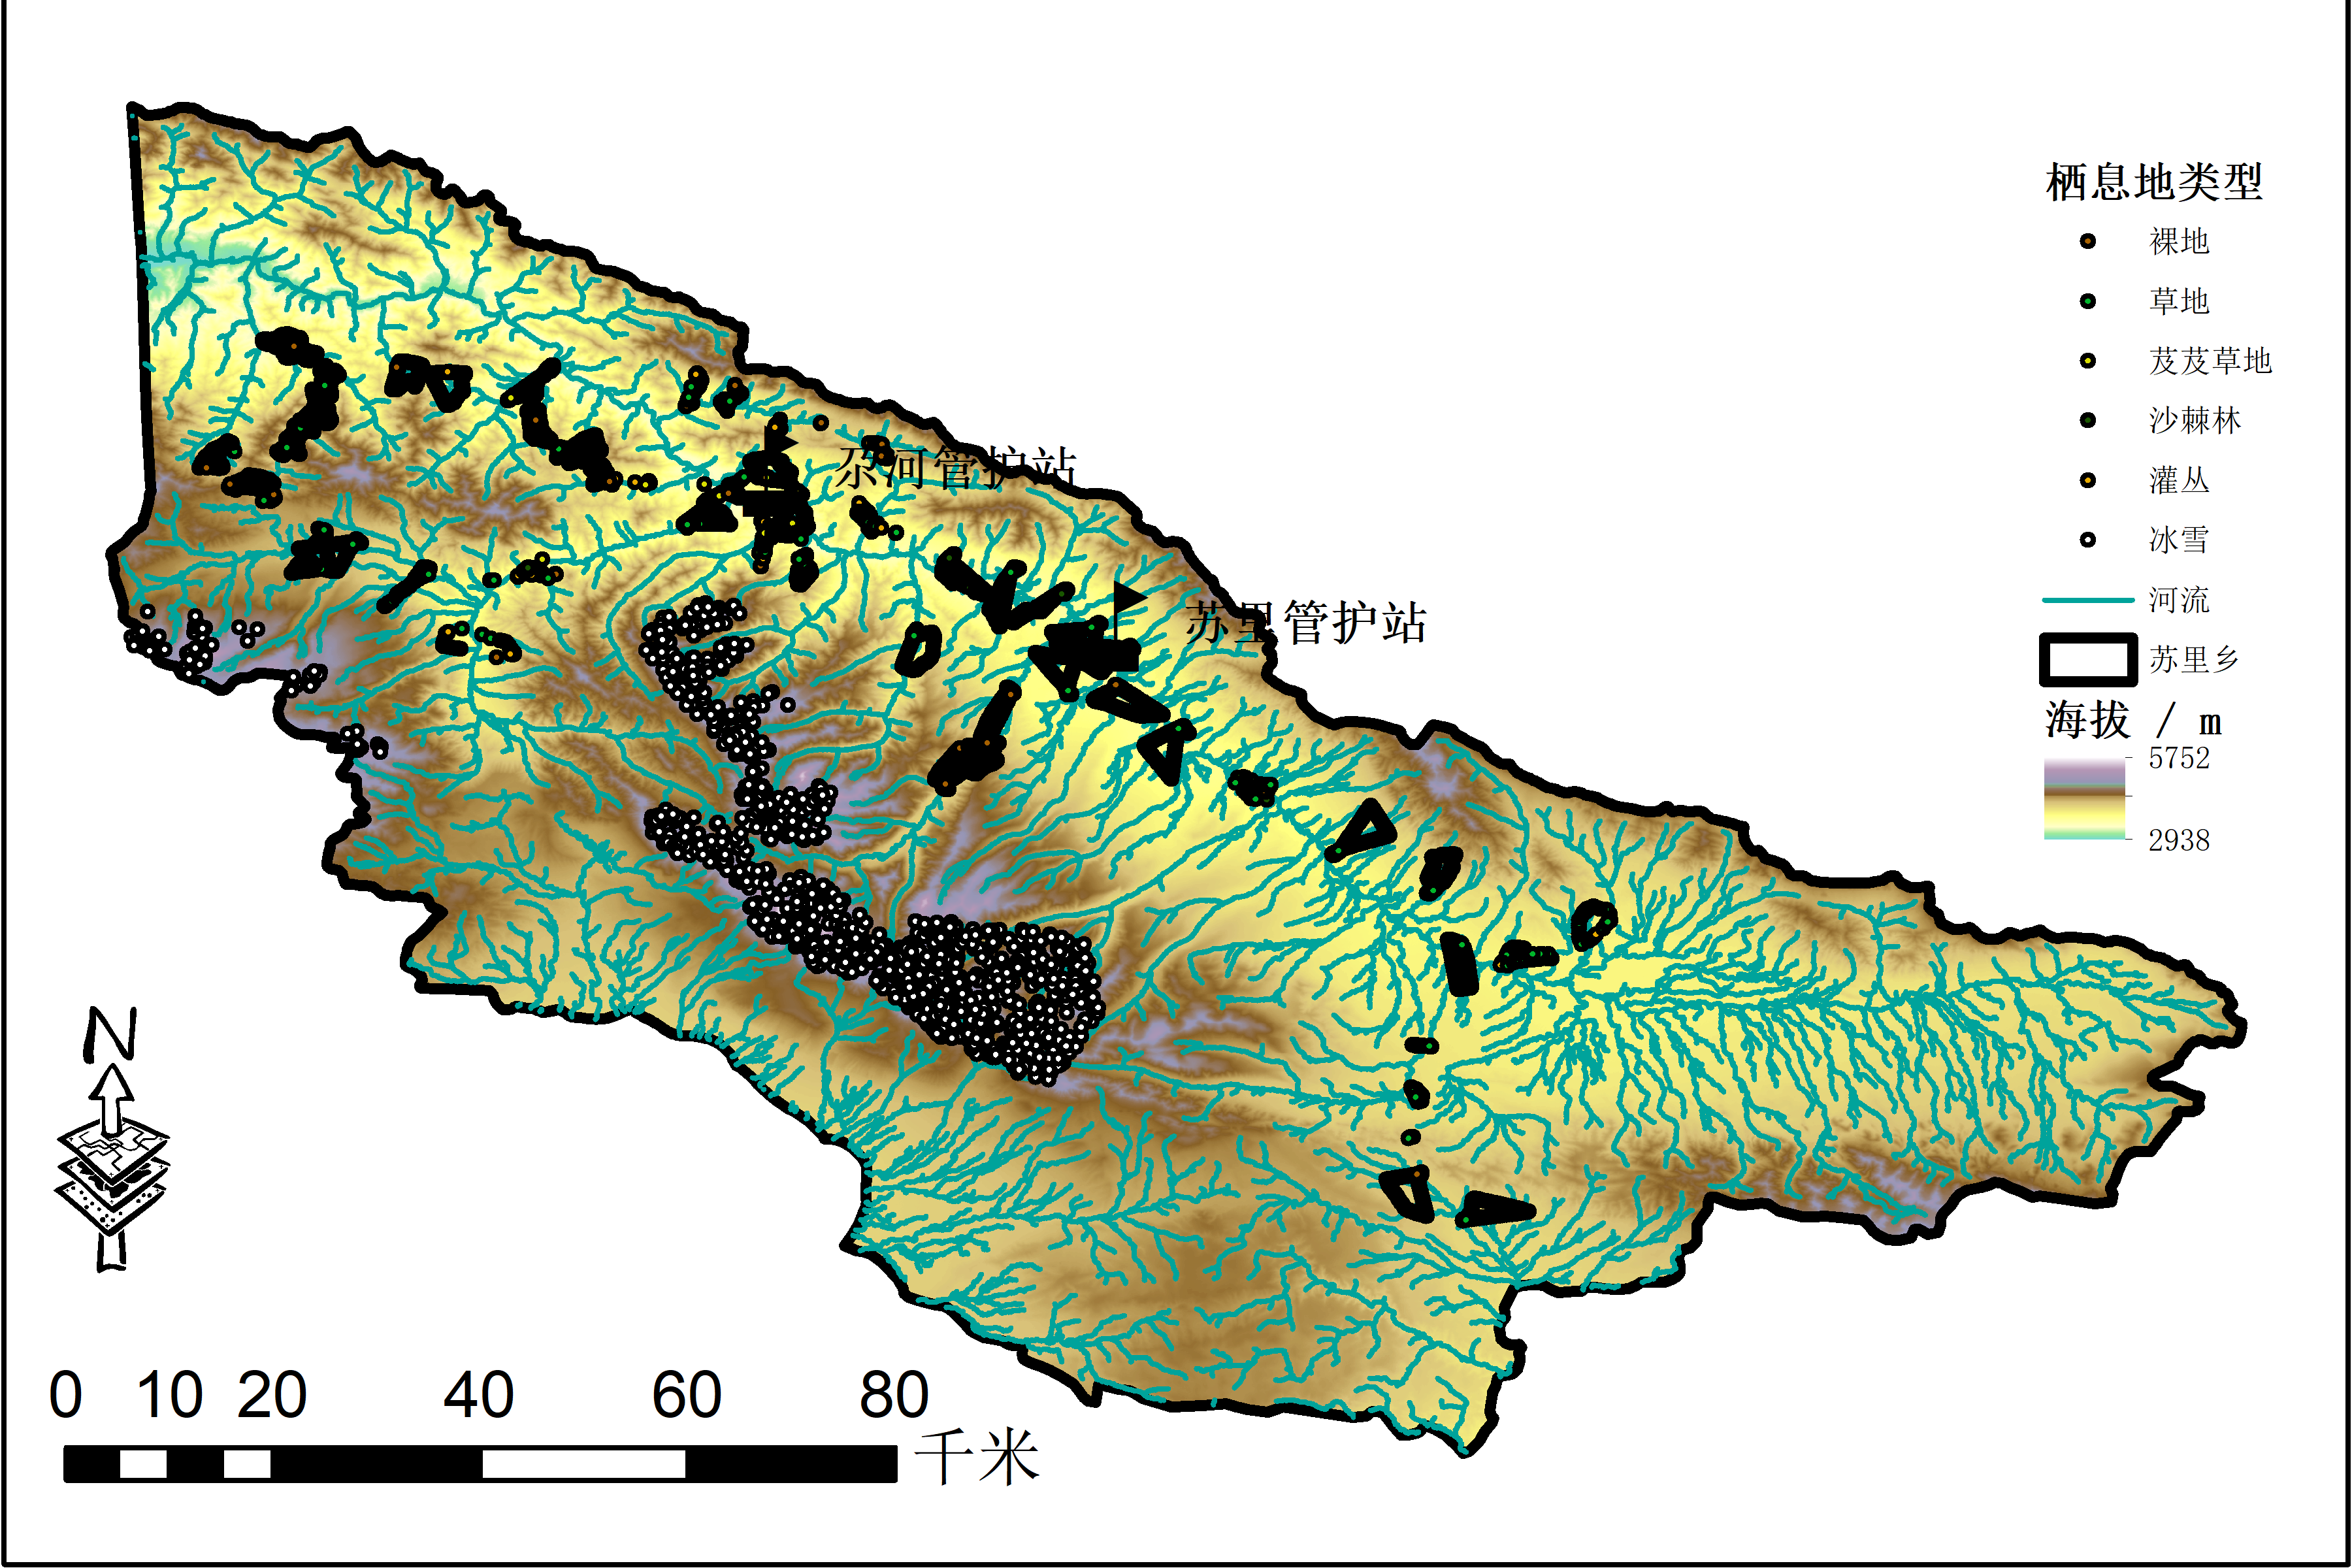 栖息地类型
裸地
草地
芨芨草地
沙棘林
灌丛
冰雪
河流
苏里乡
海拔 / m
5752
2938
尕河管护站
苏里管护站
N
0 10 20 40 60 80
千米